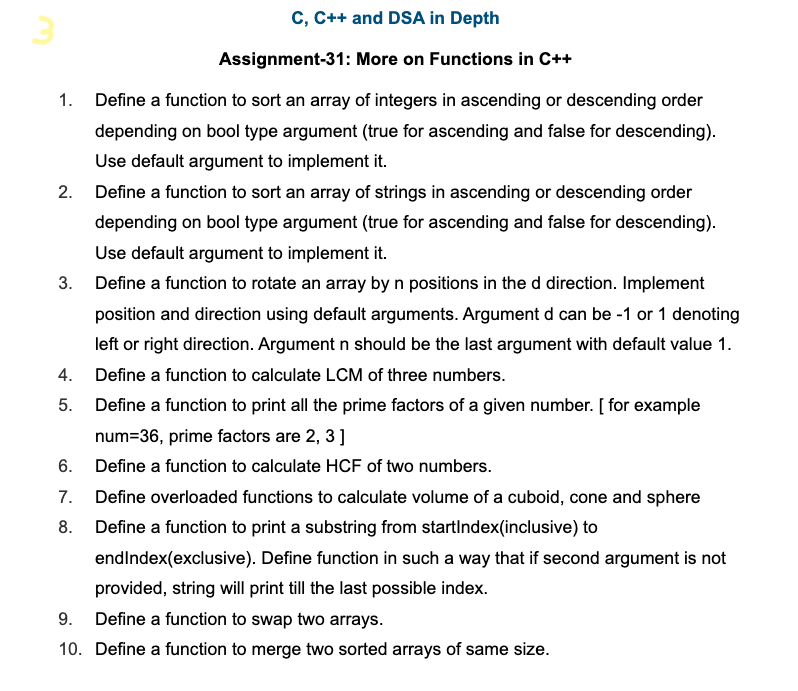 3
C, C++ and DSA in Depth
Assignment-31: More on Functions in C++
1. Define a function to sort an array of integers in ascending or descending order
depending on bool type argument (true for ascending and false for descending).
Use default argument to implement it.
2. Define a function to sort an array of strings in ascending or descending order
depending on bool type argument (true for ascending and false for descending).
Use default argument to implement it.
3. Define a function to rotate an array by n positions in the d direction. Implement
position and direction using default arguments. Argument d can be -1 or 1 denoting
left or right direction. Argument n should be the last argument with default value 1.
4. Define a function to calculate LCM of three numbers.
5. Define a function to print all the prime factors of a given number. [ for example
num=36, prime factors are 2, 3 ]
6. Define a function to calculate HCF of two numbers.
7. Define overloaded functions to calculate volume of a cuboid, cone and sphere
8. Define a function to print a substring from startIndex(inclusive) to
endIndex(exclusive). Define function in such a way that if second argument is not
provided, string will print till the last possible index.
9. Define a function to swap two arrays.
10. Define a function to merge two sorted arrays of same size.